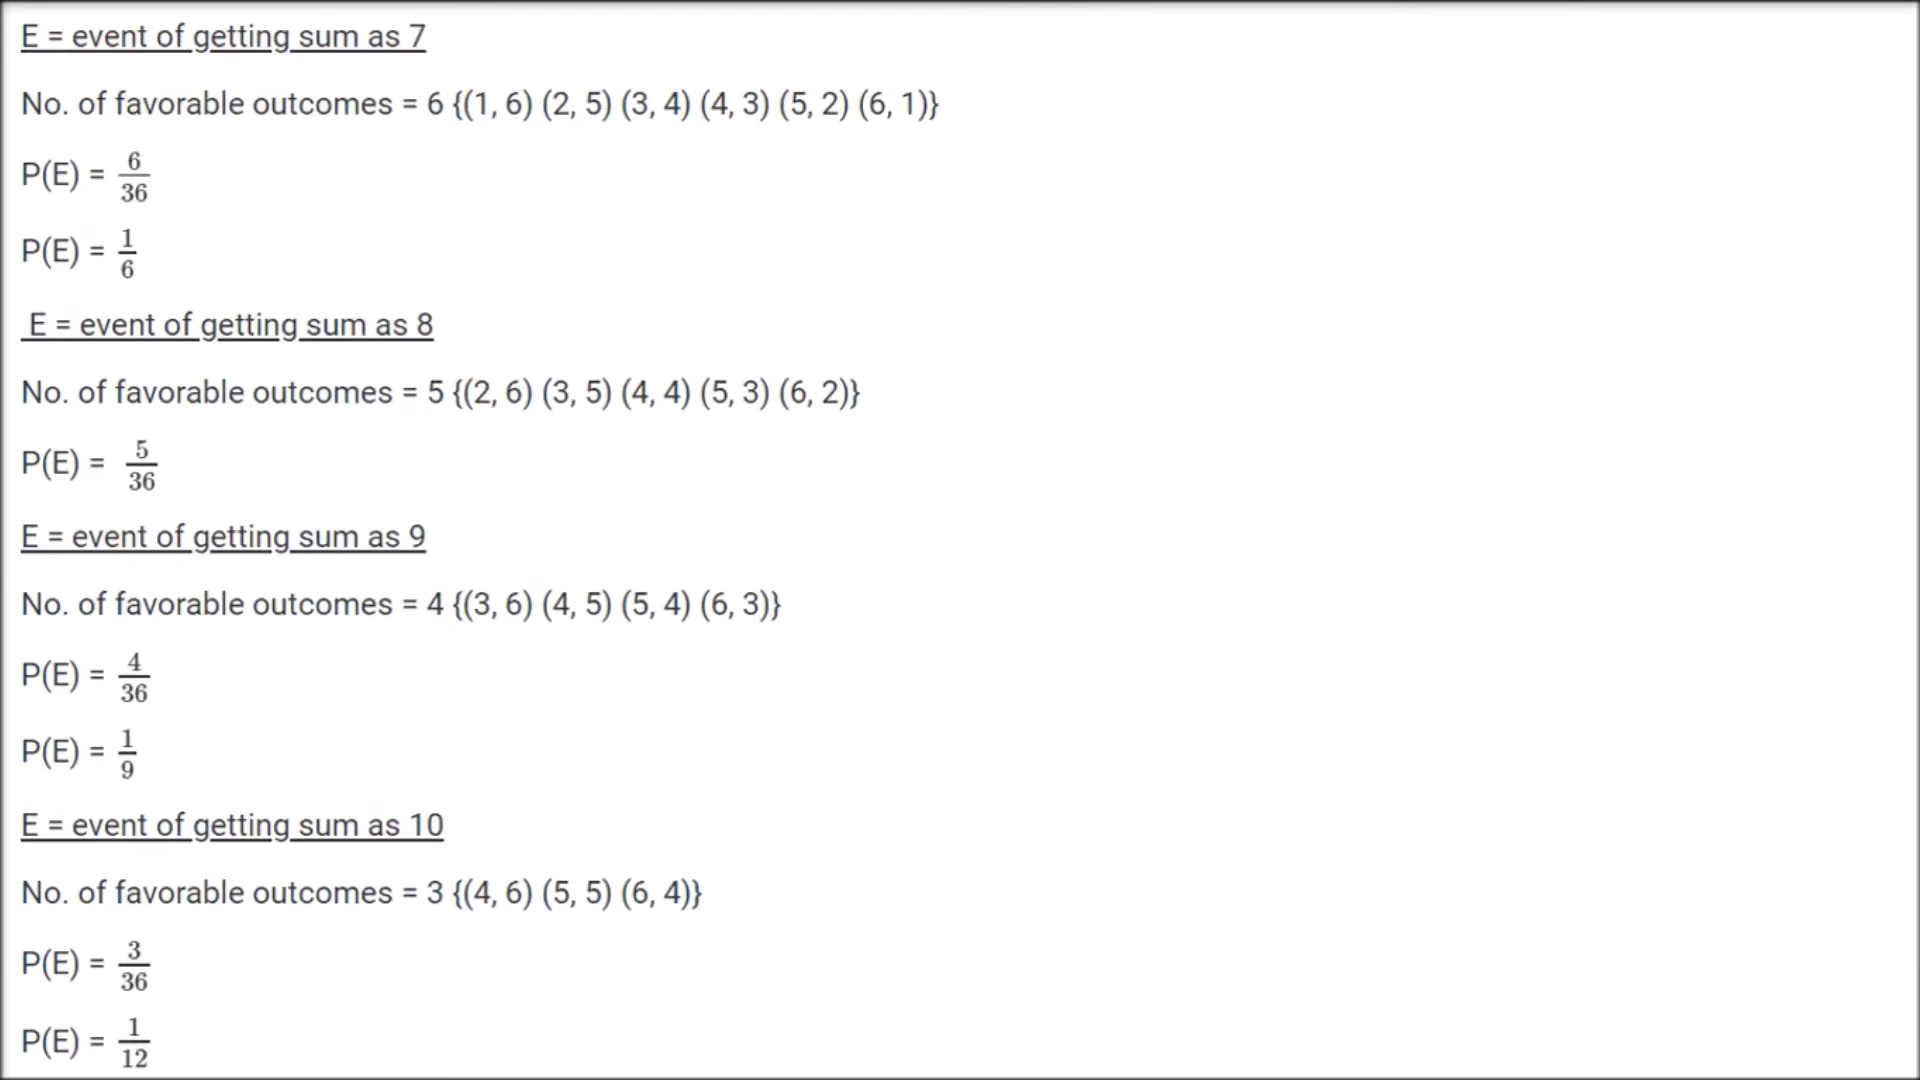 E = event of getting sum as 7
No. of favorable outcomes = 6 {(1, 6) (2, 5) (3, 4) (4, 3) (5, 2) (6, 1)}
P(E) = 6/36
P(E) = 1/6
E = event of getting sum as 8
No. of favorable outcomes = 5 {(2, 6) (3, 5) (4, 4) (5, 3) (6, 2)}
P(E) = 5/36
E = event of getting sum as 9
No. of favorable outcomes = 4 {(3, 6) (4, 5) (5, 4) (6, 3)}
P(E) = 4/36
P(E) = 1/9
E = event of getting sum as 10
No. of favorable outcomes = 3 {(4, 6) (5, 5) (6, 4)}
P(E) = 3/36
P(E) = 1/12